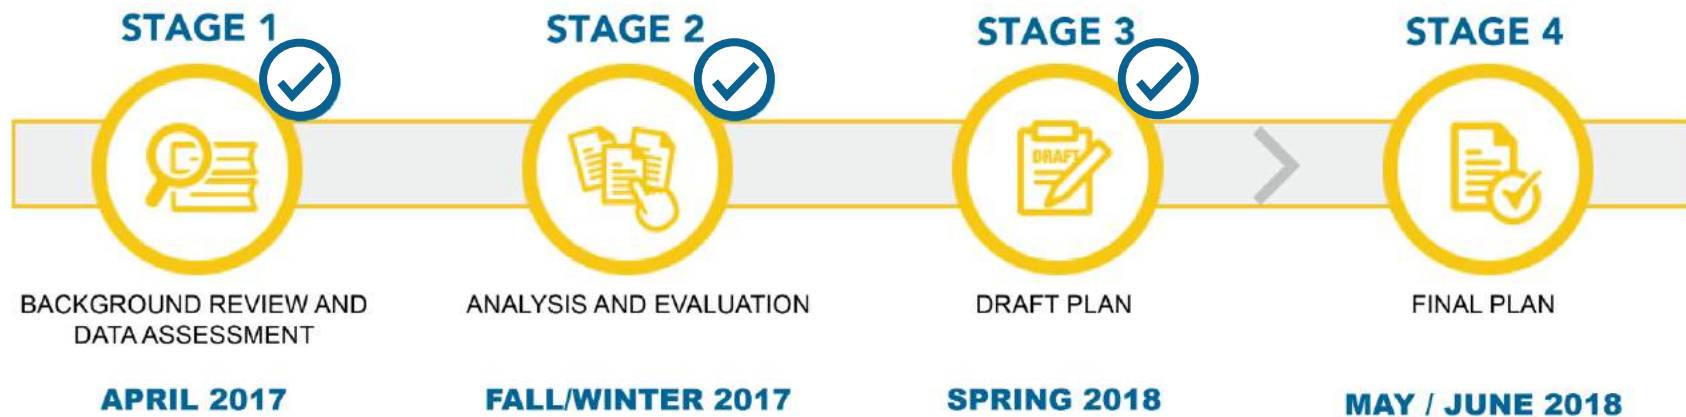 STAGE 1
STAGE 2
STAGE 3
STAGE 4
DRAFT
BACKGROUND REVIEW AND
DATA ASSESSMENT
ANALYSIS AND EVALUATION
DRAFT PLAN
FINAL PLAN
APRIL 2017
FALL/WINTER 2017
SPRING 2018
MAY / JUNE 2018